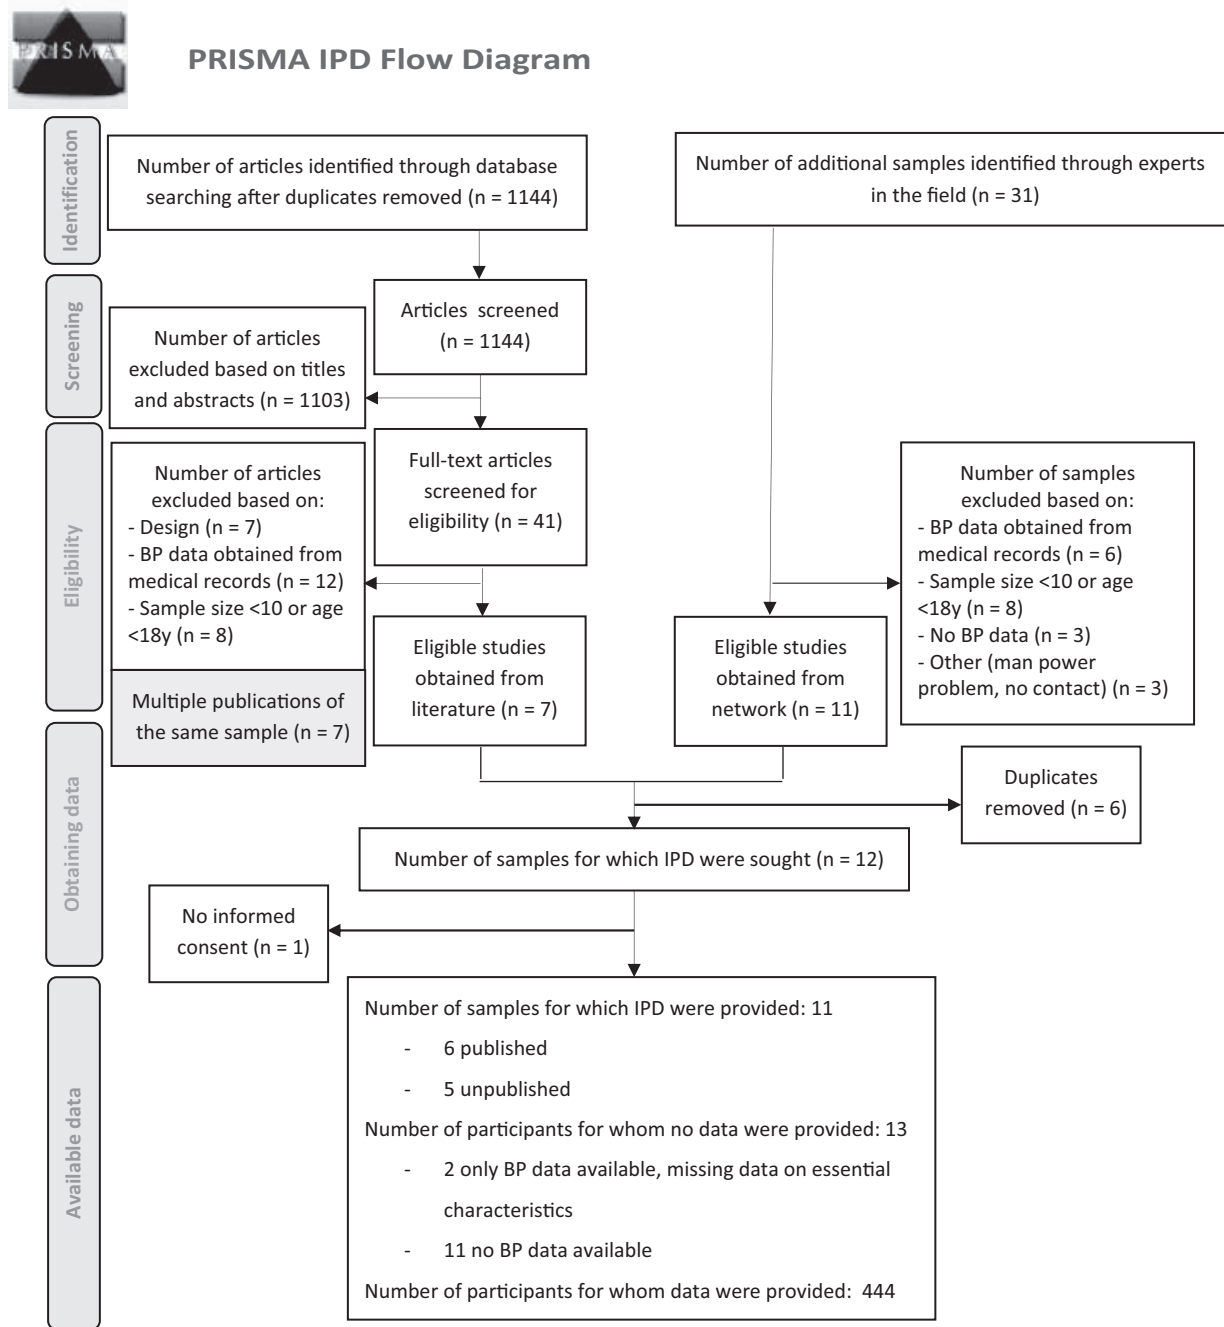 PRISMA
PRISMA IPD Flow Diagram
Identification
Number of articles identified through database
searching after duplicates removed (n = 1144)
Number of additional samples identified through experts
in the field (n = 31)
Screening
Articles screened
(n = 1144)
Number of articles
excluded based on titles
and abstracts (n = 1103)
Eligibility
Full-text articles
screened for
eligibility (n = 41)
Number of articles
excluded based on:
- Design (n = 7)
- BP data obtained from
medical records (n = 12)
- Sample size <10 or age
<18y (n = 8)
Multiple publications of
the same sample (n = 7)
Eligible studies
obtained from
literature (n = 7)
Eligible studies
obtained from
network (n = 11)
Number of samples
excluded based on:
- BP data obtained from
medical records (n = 6)
- Sample size <10 or age
<18y (n = 8)
- No BP data (n = 3)
- Other (man power
problem, no contact) (n = 3)
Obtaining data
Duplicates
removed (n = 6)
Number of samples for which IPD were sought (n = 12)
No informed
consent (n = 1)
Available data
Number of samples for which IPD were provided: 11
- 6 published
- 5 unpublished
Number of participants for whom no data were provided: 13
- 2 only BP data available, missing data on essential
characteristics
- 11 no BP data available
Number of participants for whom data were provided: 444